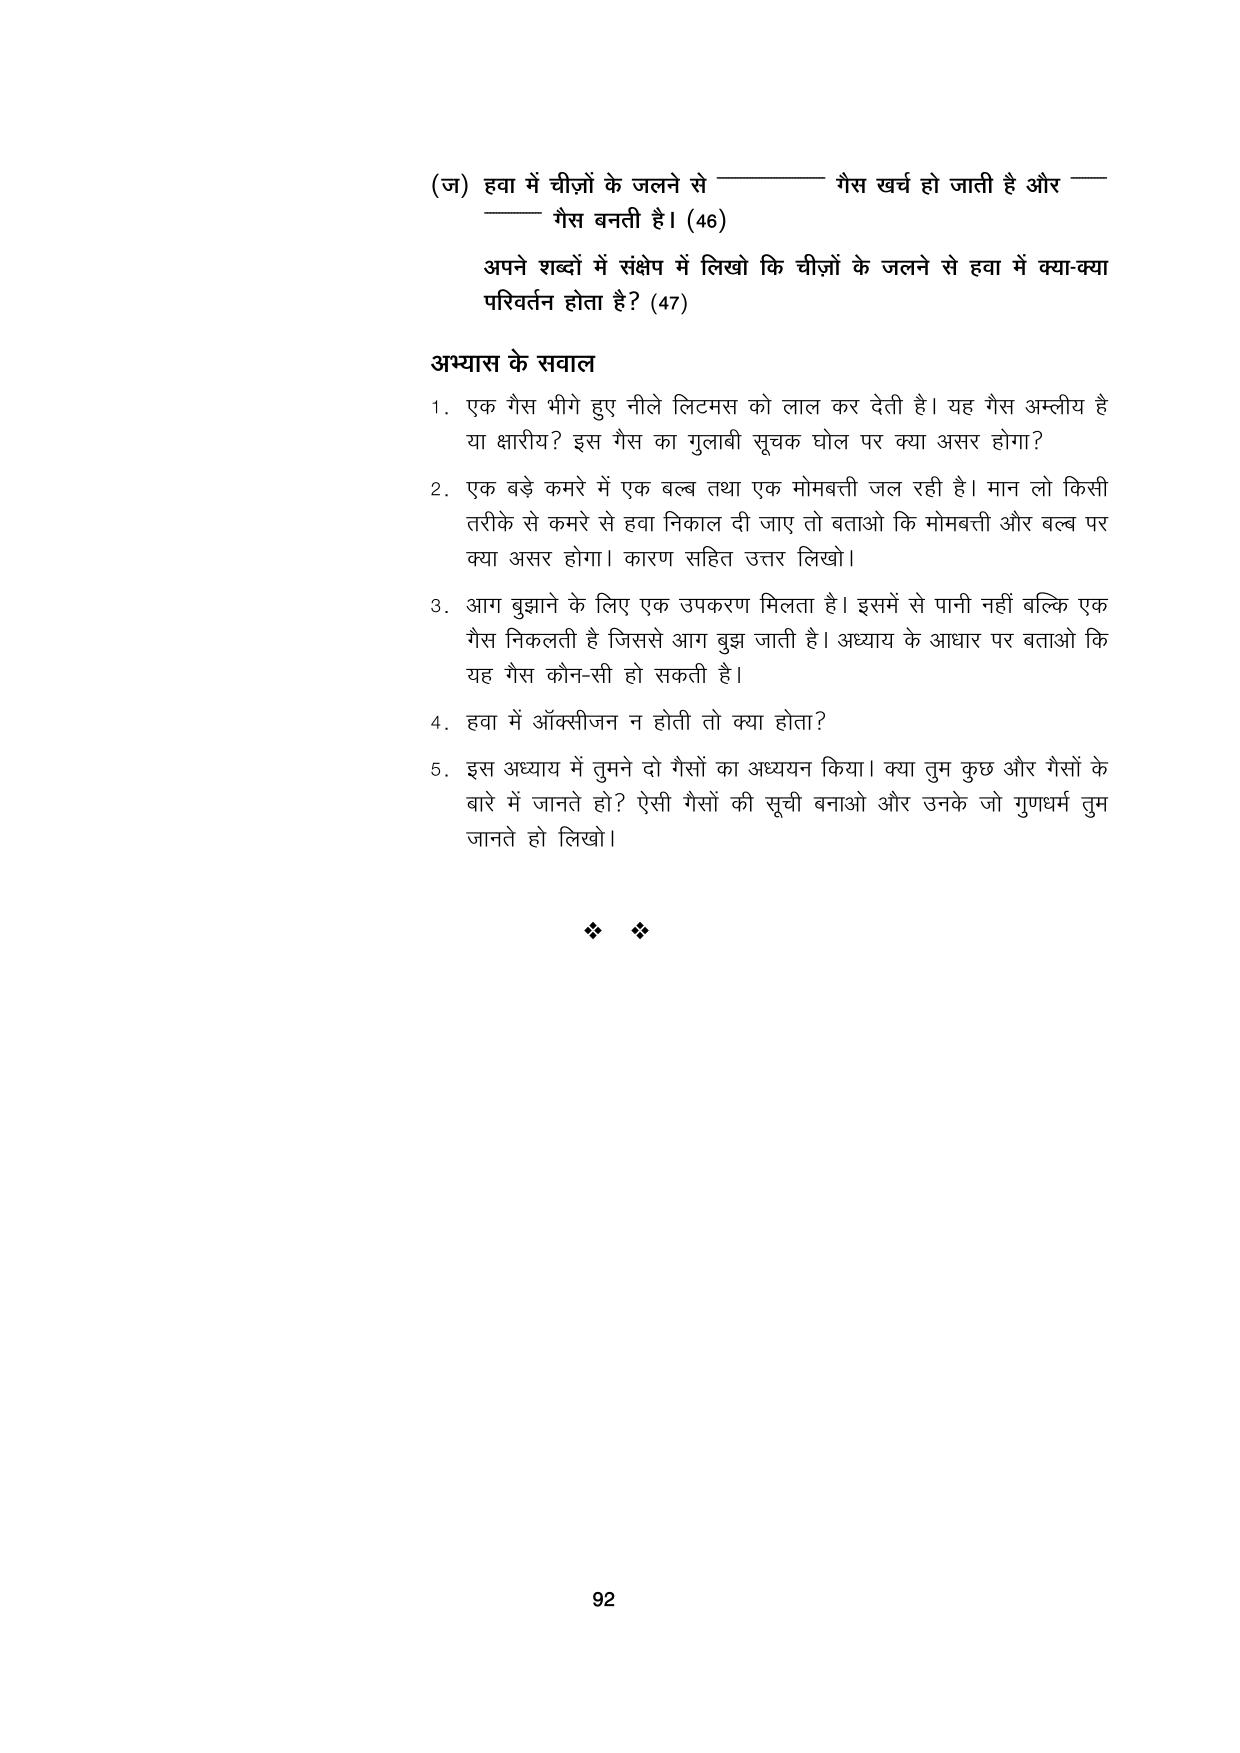 (ज) हवा में चीज़ों के जलने से ——— गैस खर्च हो जाती है और ——
—— गैस बनती है। (46)
अपने शब्दों में संक्षेप में लिखो कि चीज़ों के जलने से हवा में क्या-क्या
परिवर्तन होता है? (47)
अभ्यास के सवाल
1. एक गैस भीगे हुए नीले लिटमस को लाल कर देती है। यह गैस अम्लीय है
या क्षारीय? इस गैस का गुलाबी सूचक घोल पर क्या असर होगा?
2. एक बड़े कमरे में एक बल्ब तथा एक मोमबत्ती जल रही है। मान लो किसी
तरीके से कमरे से हवा निकाल दी जाए तो बताओ कि मोमबत्ती और बल्ब पर
क्या असर होगा। कारण सहित उत्तर लिखो।
3. आग बुझाने के लिए एक उपकरण मिलता है। इसमें से पानी नहीं बल्कि एक
गैस निकलती है जिससे आग बुझ जाती है। अध्याय के आधार पर बताओ कि
यह गैस कौन-सी हो सकती है।
4. हवा में ऑक्सीजन न होती तो क्या होता?
5. इस अध्याय में तुमने दो गैसों का अध्ययन किया। क्या तुम कुछ और गैसों के
बारे में जानते हो? ऐसी गैसों की सूची बनाओ और उनके जो गुणधर्म तुम
जानते हो लिखो।
❖ ❖
92